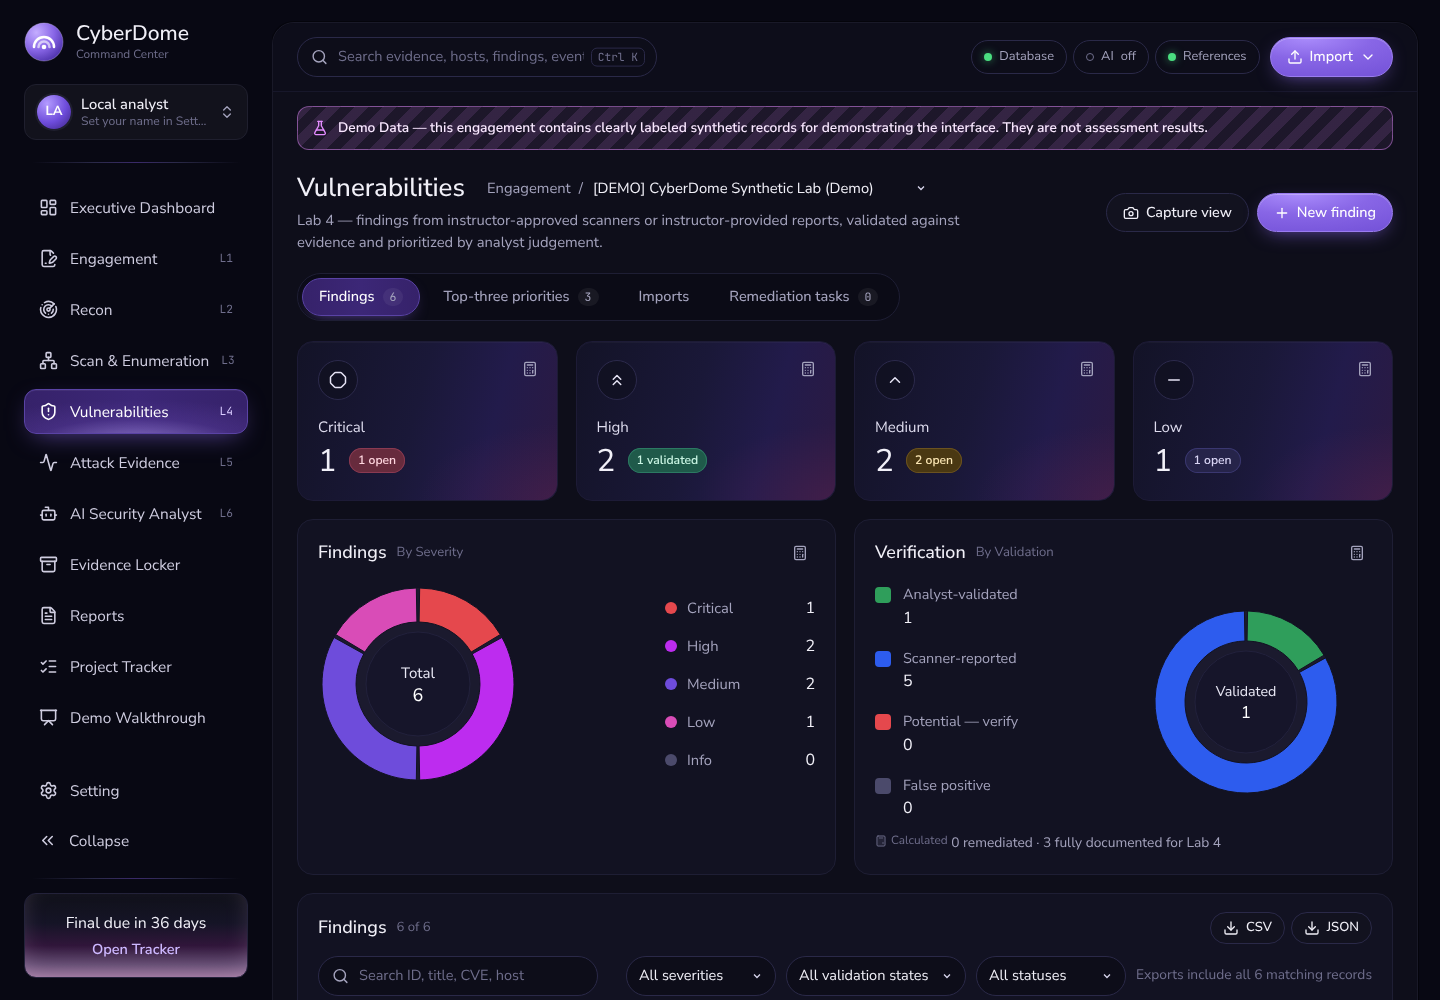 CyberDome
Command Center
LA
Local analyst
Set your name in Sett...
Executive Dashboard
Engagement L1
Recon L2
Scan & Enumeration L3
Vulnerabilities L4
Attack Evidence L5
AI Security Analyst L6
Evidence Locker
Reports
Project Tracker
Demo Walkthrough
Setting
Collapse
Final due in 36 days
Open Tracker
Search evidence, hosts, findings, event Ctrl K
Database
AI off
References
Import
Demo Data — this engagement contains clearly labeled synthetic records for demonstrating the interface. They are not assessment results.
Vulnerabilities Engagement / [DEMO] CyberDome Synthetic Lab (Demo)
Lab 4 — findings from instructor-approved scanners or instructor-provided reports, validated against
evidence and prioritized by analyst judgement.
Capture view
New finding
Findings 6
Top-three priorities 3
Imports
Remediation tasks 0
Critical
1 1 open
High
2 1 validated
Medium
2 2 open
Low
1 1 open
Findings By Severity
Total
6
Critical 1
High 2
Medium 2
Low 1
Info 0
Verification By Validation
Analyst-validated
1
Scanner-reported
5
Potential — verify
0
False positive
0
Validated
1
Calculated 0 remediated · 3 fully documented for Lab 4
Findings 6 of 6
CSV
JSON
Search ID, title, CVE, host
All severities
All validation states
All statuses
Exports include all 6 matching records